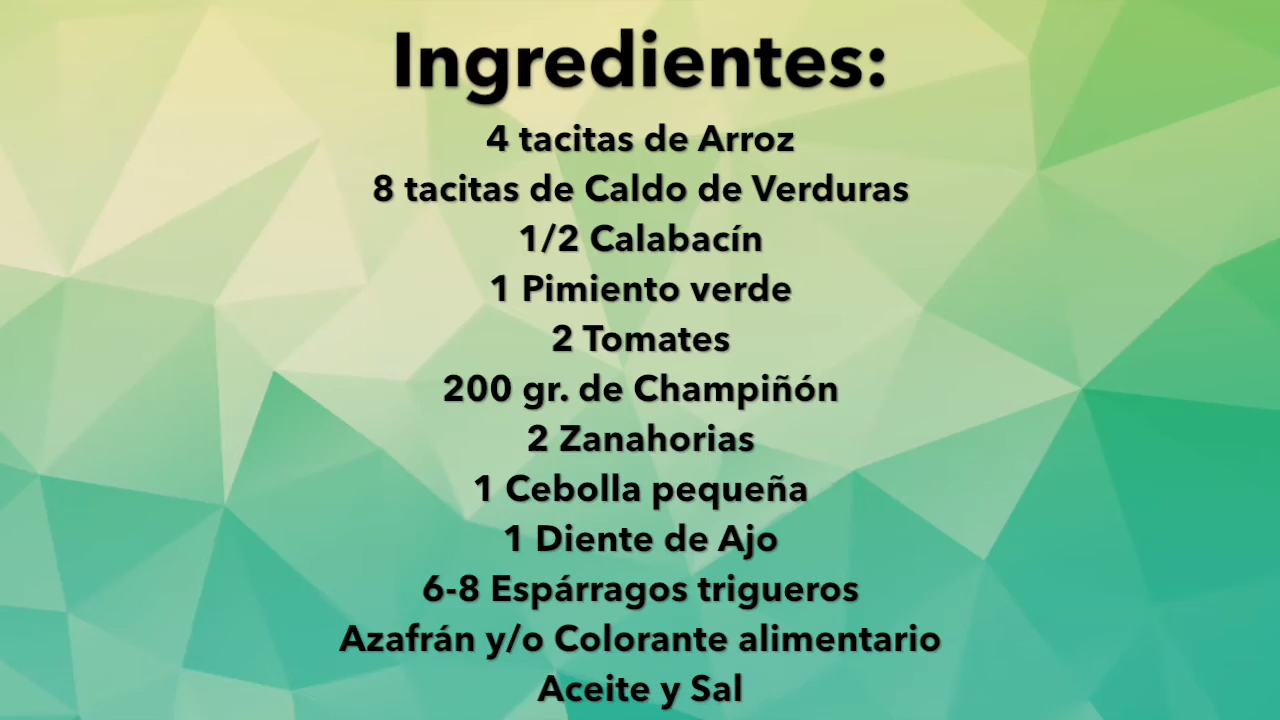 Ingredientes:
4 tacitas de Arroz
8 tacitas de Caldo de Verduras
1/2 Calabacín
1 Pimiento verde
2 Tomates
200 gr. de Champiñón
2 Zanahorias
1 Cebolla pequeña
1 Diente de Ajo
6-8 Espárragos trigueros
Azafrán y/o Colorante alimentario
Aceite y Sal